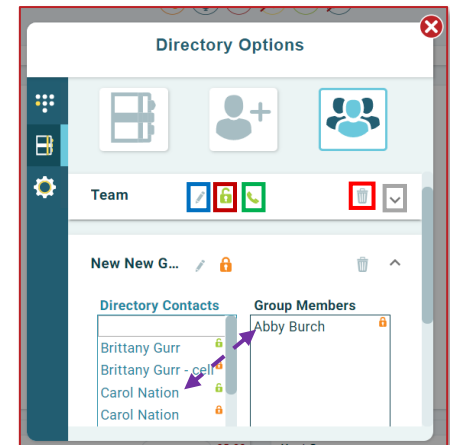 Directory Options
Team
New New G...
Directory Contacts
Group Members
Brittany Gurr
Brittany Gurr - cell
Carol Nation
Carol Nation
Abby Burch